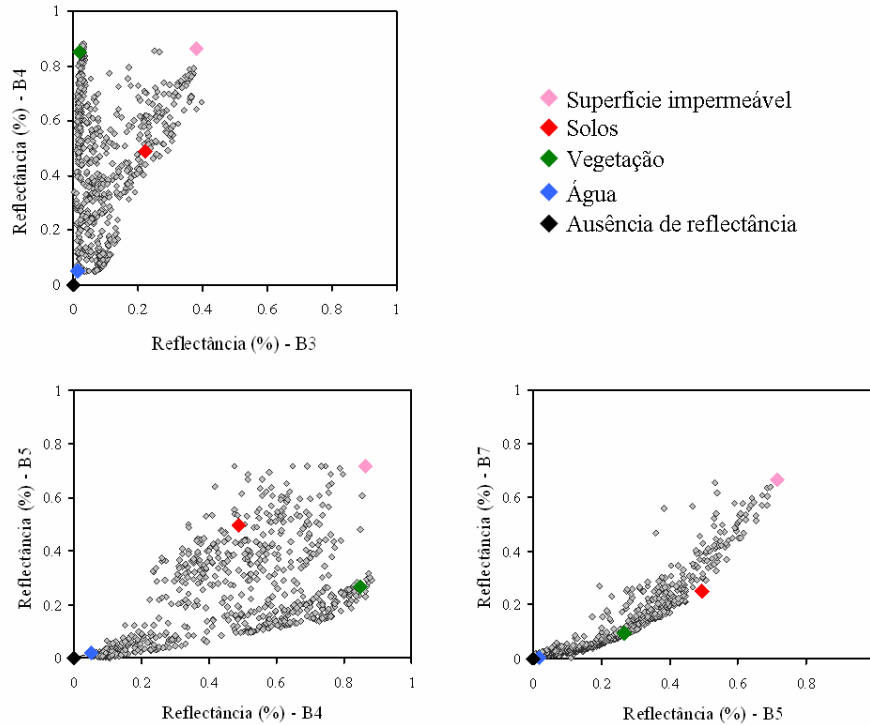 1
0.8
0.6
0.4
0.2
0
0 0.2 0.4 0.6 0.8 1
Reflectância (%) - B4
Reflectância (%) - B3
Superfície impermeável
Solos
Vegetação
Água
Ausência de reflectância
1
0.8
0.6
0.4
0.2
0
0 0.2 0.4 0.6 0.8 1
Reflectância (%) - B5
Reflectância (%) - B4
1
0.8
0.6
0.4
0.2
0
0 0.2 0.4 0.6 0.8 1
Reflectância (%) - B7
Reflectância (%) - B5